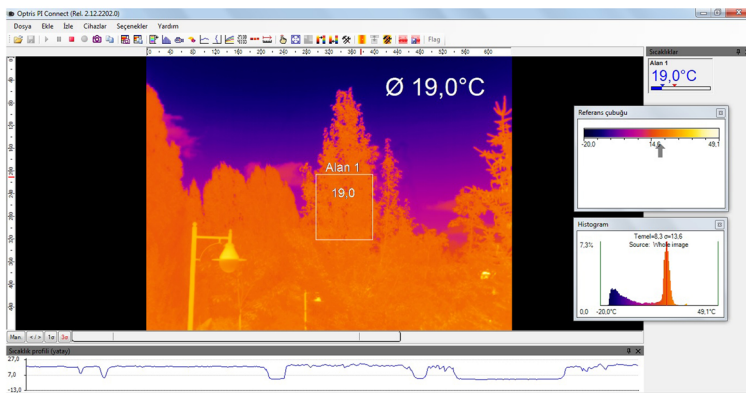 Optris PI Connect (Rel. 2.12.2202.0)
Dosya Ekle İzle Cihazlar Seçenekler Yardım
Flag
Sıcaklıklar
Alan 1
19,0°C
Ø 19,0°C
Alan 1
19.0
Referans çubuğu
-20.0 49.1
Histogram
Temel=8,3 σ=13,6
7,3% Source: Whole image
0.0 -20.0°C 49,1°C
Man. </> 1σ 3σ
Sıcaklık profili (yatay)
27,0
7,0
-13,0